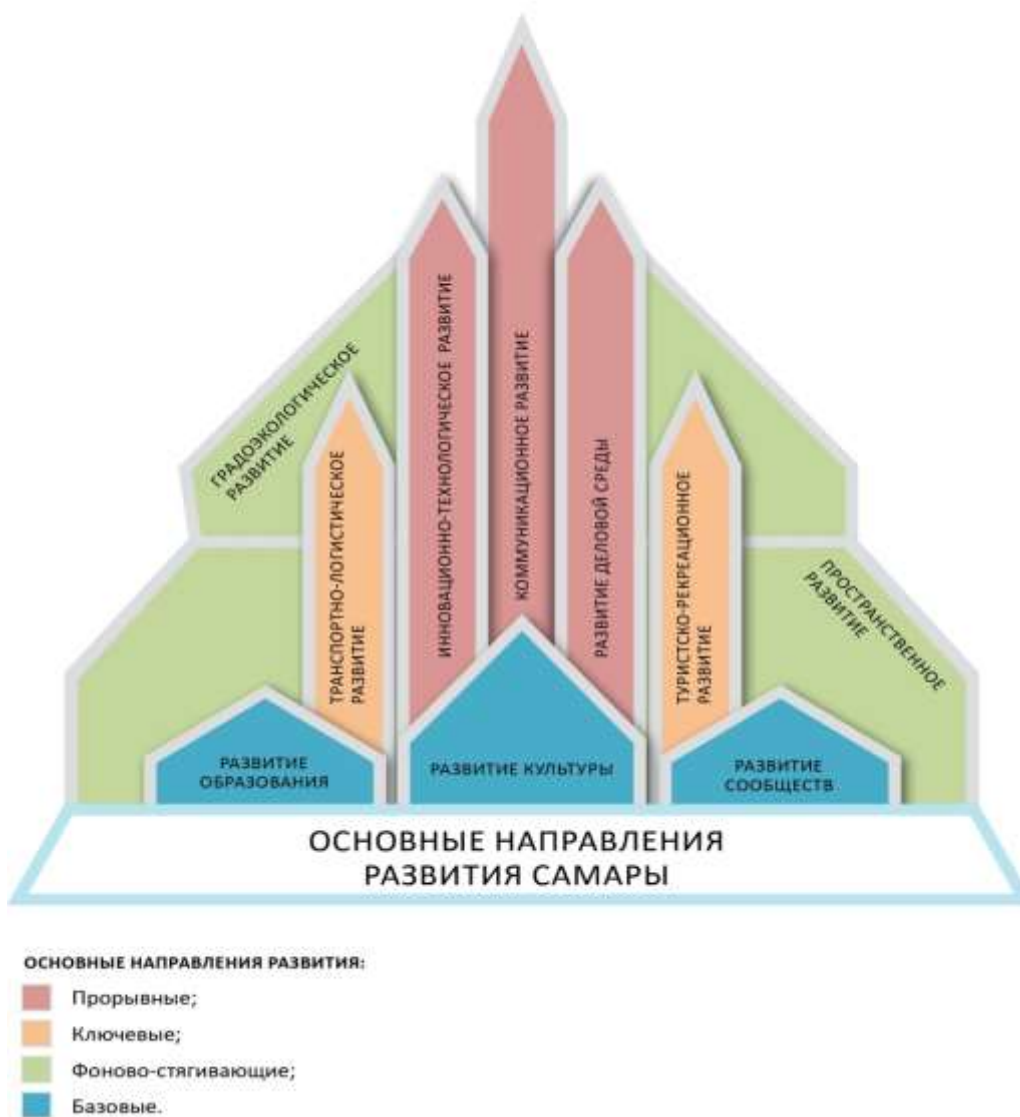 ГРАДОЭКОЛОГИЧЕСКОЕ
РАЗВИТИЕ
ТРАНСПОРТНО-ЛОГИСТИЧЕСКОЕ
РАЗВИТИЕ
ИННОВАЦИОННО-ТЕХНОЛОГИЧЕСКОЕ РАЗВИТИЕ
КОММУНИКАЦИОННОЕ РАЗВИТИЕ
РАЗВИТИЕ ДЕЛОВОЙ СРЕДЫ
ТУРИСТСКО-РЕКРЕАЦИОННОЕ
РАЗВИТИЕ
ПРОСТРАНСТВЕННОЕ
РАЗВИТИЕ
РАЗВИТИЕ
ОБРАЗОВАНИЯ
РАЗВИТИЕ КУЛЬТУРЫ
РАЗВИТИЕ
СООБЩЕСТВ
ОСНОВНЫЕ НАПРАВЛЕНИЯ
РАЗВИТИЯ САМАРЫ
ОСНОВНЫЕ НАПРАВЛЕНИЯ РАЗВИТИЯ:
Прорывные;
Ключевые;
Фоново-стягивающие;
Базовые.